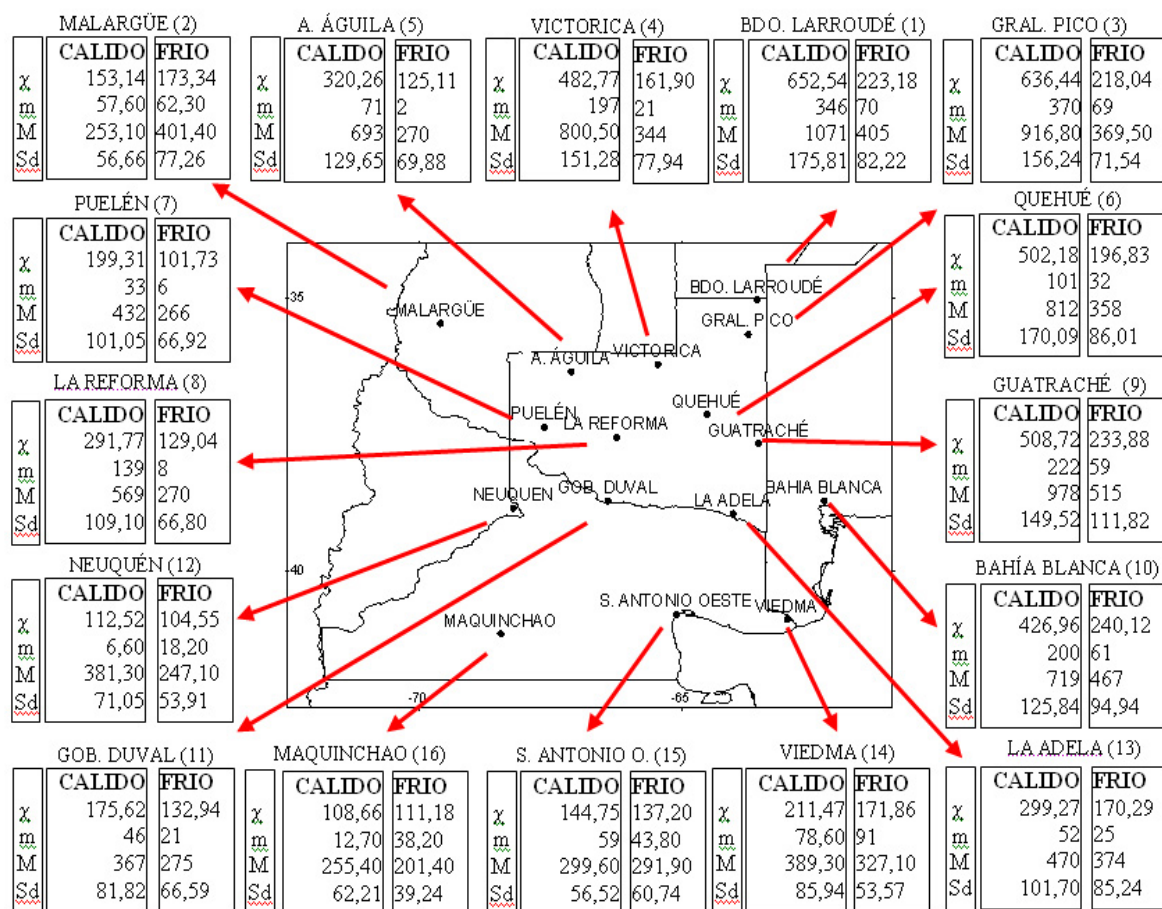 MALARGÜE (2)
CALIDO FRIO
χ 153,14 173,34
m 57,60 62,30
M 253,10 401,40
Sd 56,66 77,26
A. ÁGUILA (5)
CALIDO FRIO
χ 320,26 125,11
m 71 2
M 693 270
Sd 129,65 69,88
VICTORICA (4)
CALIDO FRIO
χ 482,77 161,90
m 197 21
M 800,50 344
Sd 151,28 77,94
BDO. LARROUDÉ (1)
CALIDO FRIO
χ 652,54 223,18
m 346 70
M 1071 405
Sd 175,81 82,22
GRAL. PICO (3)
CALIDO FRIO
χ 636,44 218,04
m 370 69
M 916,80 369,50
Sd 156,24 71,54
PUELÉN (7)
CALIDO FRIO
χ 199,31 101,73
m 33 6
M 432 266
Sd 101,05 66,92
QUEHUÉ (6)
CALIDO FRIO
χ 502,18 196,83
m 101 32
M 812 358
Sd 170,09 86,01
LA REFORMA (8)
CALIDO FRIO
χ 291,77 129,04
m 139 8
M 569 270
Sd 109,10 66,80
GUATRACHÉ (9)
CALIDO FRIO
χ 508,72 233,88
m 222 59
M 978 515
Sd 149,52 111,82
-35
BDO. LARROUDÉ
MALARGÜE
GRAL. PICO
A. ÁGUILA
VICTORICA
QUEHUÉ
PUELÉN
LA REFORMA
GUATRACHÉ
NEUQUEN
GOB. DUVAL
LA ADELA
BAHIA BLANCA
-40
S. ANTONIO OESTE
VIEDMA
MAQUINCHAO
-70
-65
NEUQUÉN (12)
CALIDO FRIO
χ 112,52 104,55
m 6,60 18,20
M 381,30 247,10
Sd 71,05 53,91
BAHÍA BLANCA (10)
CALIDO FRIO
χ 426,96 240,12
m 200 61
M 719 467
Sd 125,84 94,94
GOB. DUVAL (11)
CALIDO FRIO
χ 175,62 132,94
m 46 21
M 367 275
Sd 81,82 66,59
MAQUINCHAO (16)
CALIDO FRIO
χ 108,66 111,18
m 12,70 38,20
M 255,40 201,40
Sd 62,21 39,24
S. ANTONIO O. (15)
CALIDO FRIO
χ 144,75 137,20
m 59 43,80
M 299,60 291,90
Sd 56,52 60,74
VIEDMA (14)
CALIDO FRIO
χ 211,47 171,86
m 78,60 91
M 389,30 327,10
Sd 85,94 53,57
LA ADELA (13)
CALIDO FRIO
χ 299,27 170,29
m 52 25
M 470 374
Sd 101,70 85,24